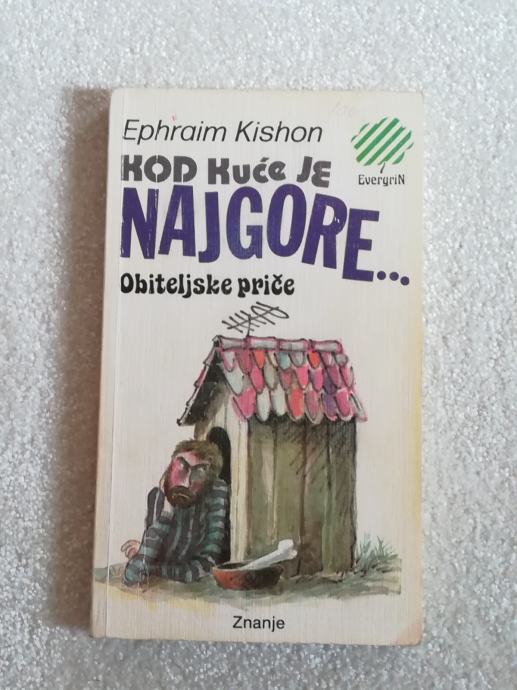 Ephraim Kishon
KOD KUĆE JE
NAJGORE...
Obiteljske priče
EvergriN
Znanje